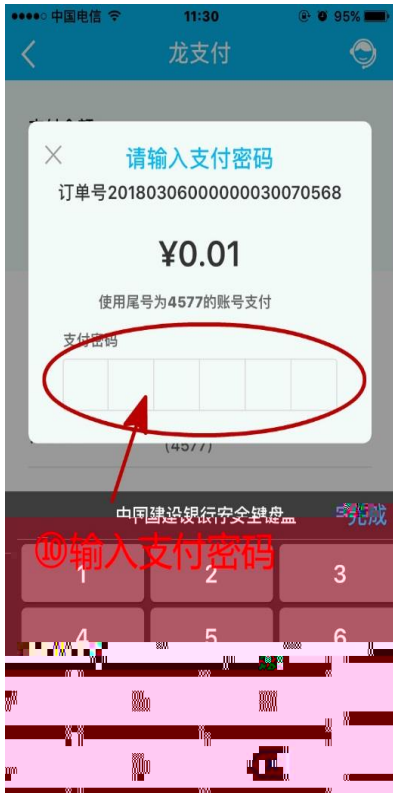 中国电信 11:30 95%
龙支付
请输入支付密码
订单号20180306000000030070568
¥0.01
使用尾号为4577的账号支付
支付密码
(4577)
中国建设银行安全键盘 完成
⑩输入支付密码
1 2 3
4 5 6